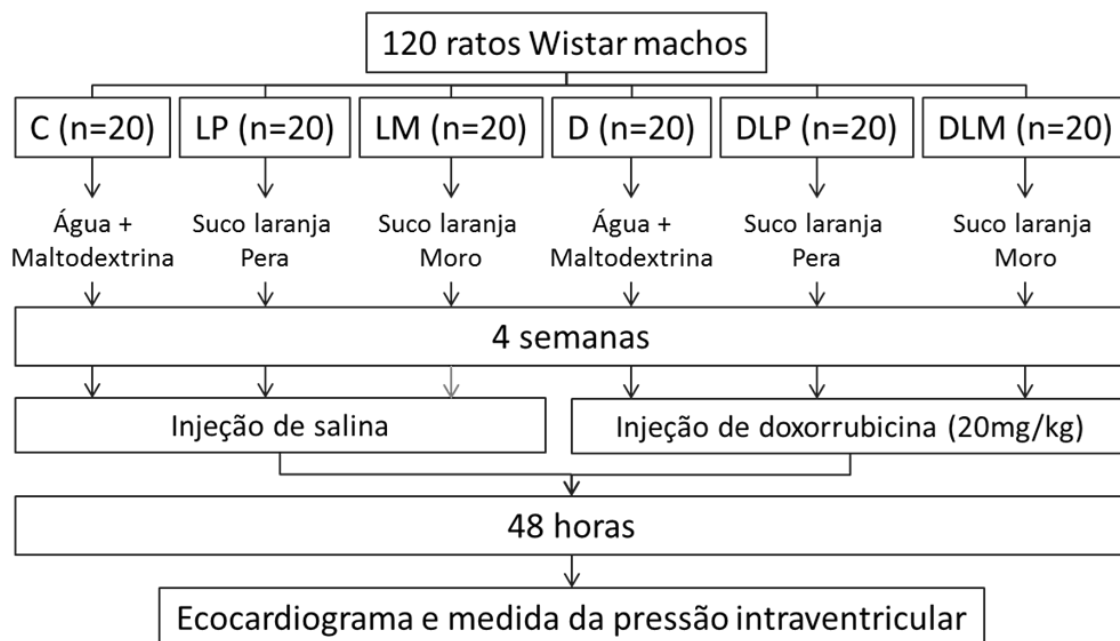 120 ratos Wistar machos
C (n=20) LP (n=20) LM (n=20) D (n=20) DLP (n=20) DLM (n=20)
Água + Suco laranja Suco laranja Água + Suco laranja Suco laranja
Maltodextrina Pera Moro Maltodextrina Pera Moro
4 semanas
Injeção de salina Injeção de doxorrubicina (20mg/kg)
48 horas
Ecocardiograma e medida da pressão intraventricular